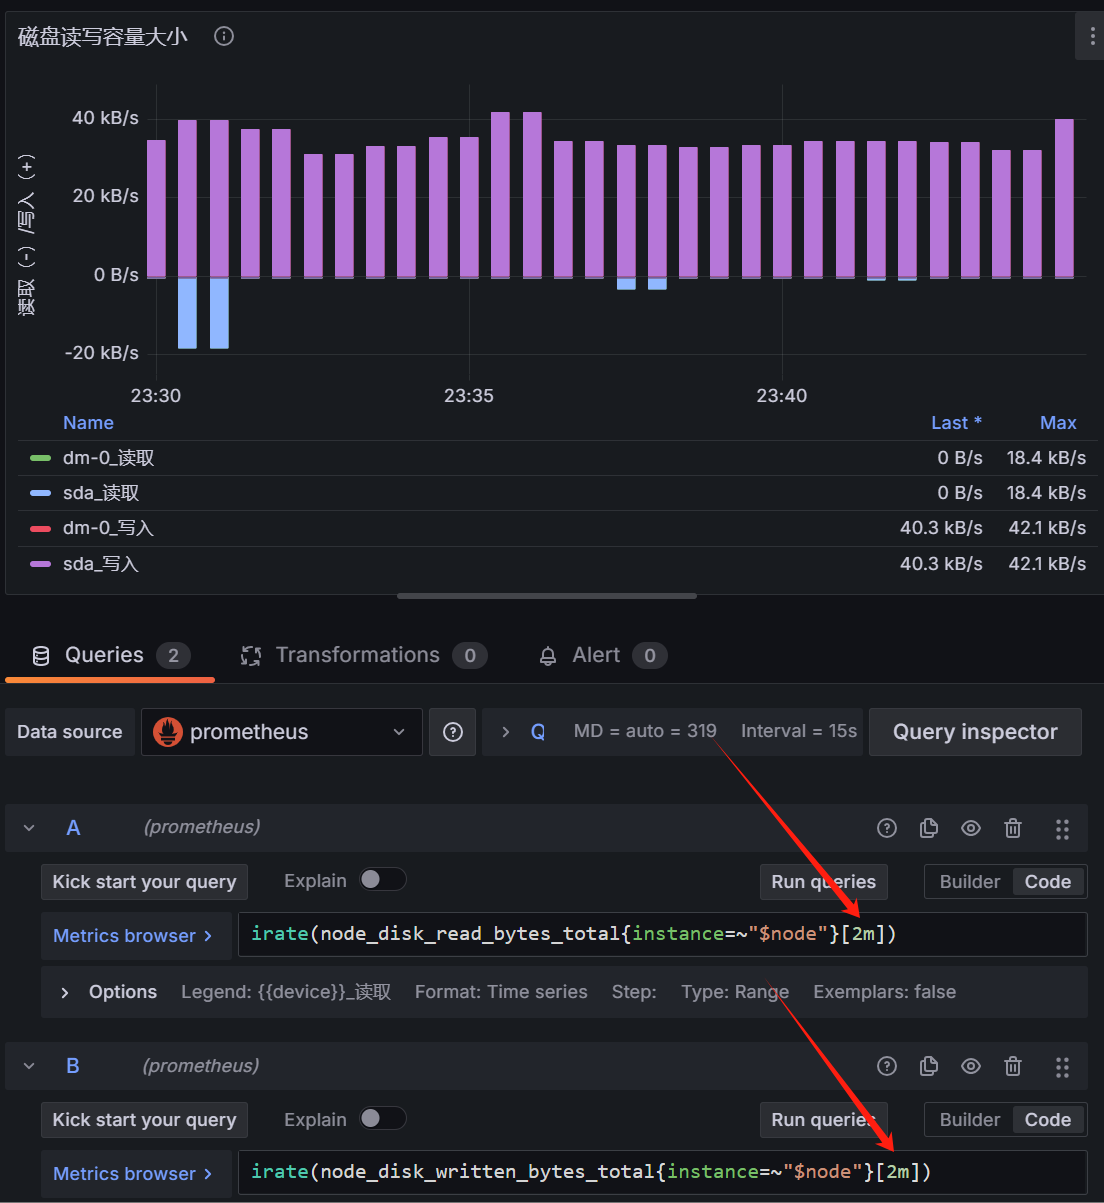 磁盘读写容量大小
40 kB/s
20 kB/s
0 B/s
-20 kB/s
读取（-）/写入（+）
23:30 23:35 23:40
Name Last * Max
dm-0_读取 0 B/s 18.4 kB/s
sda_读取 0 B/s 18.4 kB/s
dm-0_写入 40.3 kB/s 42.1 kB/s
sda_写入 40.3 kB/s 42.1 kB/s
Queries 2 Transformations 0 Alert 0
Data source prometheus Q MD = auto = 319 Interval = 15s Query inspector
A (prometheus)
Kick start your query Explain Run queries Builder Code
Metrics browser > irate(node_disk_read_bytes_total{instance=~"$node"}[2m])
> Options Legend: {{device}}_读取 Format: Time series Step: Type: Range Exemplars: false
B (prometheus)
Kick start your query Explain Run queries Builder Code
Metrics browser > irate(node_disk_written_bytes_total{instance=~"$node"}[2m])